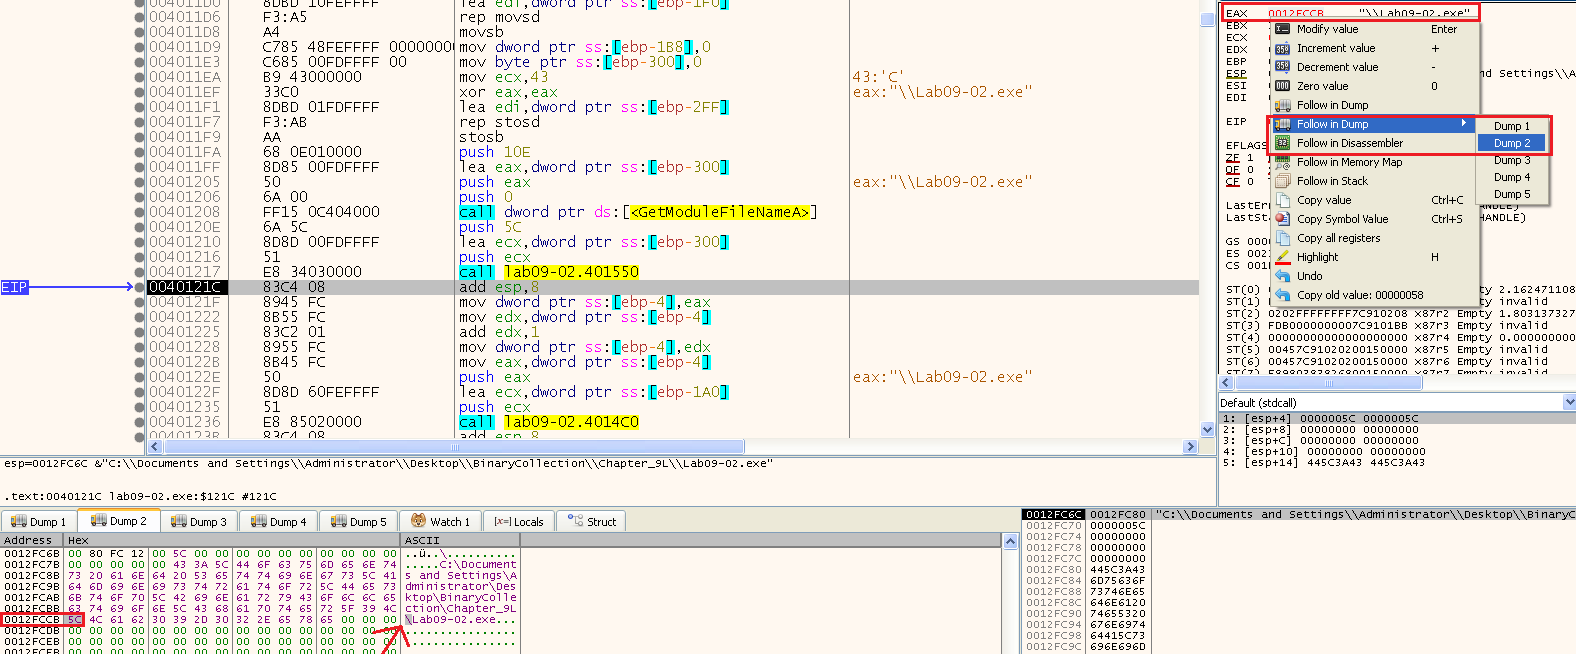 004011D0 8DBD 10FEFFFF lea edi,dword ptr ss:[ebp-1F0]
004011D6 F3:A5 rep movsd
004011D8 A4 movsb
004011D9 C785 48FEFFFF 00000000 mov dword ptr ss:[ebp-1B8],0
004011E3 C685 00FDFFFF 00 mov byte ptr ss:[ebp-300],0
004011EA B9 43000000 mov ecx,43 43:'C'
004011EF 33C0 xor eax,eax eax:"\\Lab09-02.exe"
004011F1 8DBD 01FDFFFF lea edi,dword ptr ss:[ebp-2FF]
004011F7 F3:AB rep stosd
004011F9 AA stosb
004011FA 68 0E010000 push 10E
004011FF 8D85 00FDFFFF lea eax,dword ptr ss:[ebp-300]
00401205 50 push eax eax:"\\Lab09-02.exe"
00401206 6A 00 push 0
00401208 FF15 0C404000 call dword ptr ds:[<GetModuleFileNameA>]
0040120E 6A 5C push 5C
00401210 8D8D 00FDFFFF lea ecx,dword ptr ss:[ebp-300]
00401216 51 push ecx
00401217 E8 34030000 call lab09-02.401550
EIP 0040121C 83C4 08 add esp,8
0040121F 8945 FC mov dword ptr ss:[ebp-4],eax
00401222 8B55 FC mov edx,dword ptr ss:[ebp-4]
00401225 83C2 01 add edx,1
00401228 8955 FC mov dword ptr ss:[ebp-4],edx
0040122B 8B45 FC mov eax,dword ptr ss:[ebp-4]
0040122E 50 push eax eax:"\\Lab09-02.exe"
0040122F 8D8D 60FEFFFF lea ecx,dword ptr ss:[ebp-1A0]
00401235 51 push ecx
00401236 E8 85020000 call lab09-02.4014C0
0040123B 83C4 08 add esp,8
EAX 0012FCCB "\\Lab09-02.exe"
EBX
ECX
EDX
EBP
ESP and Settings\\A
ESI
EDI
EIP
EFLAGS
ZF 1
OF 0
CF 0
LastErr
LastSta HANDLE)
GS 000
ES 002
CS 001
Modify value Enter
Increment value +
Decrement value -
Zero value 0
Follow in Dump
Follow in Dump
Follow in Disassembler
Follow in Memory Map
Follow in Stack
Copy value Ctrl+C
Copy Symbol Value Ctrl+S
Copy all registers
Highlight H
Undo
Copy old value: 00000058
Dump 1
Dump 2
Dump 3
Dump 4
Dump 5
ST(0) Empty 2.162471108
ST(1) Empty invalid
ST(2) 0202FFFFFFFF7C910208 x87r2 Empty 1.803137327
ST(3) FDB0000000007C9101BB x87r3 Empty invalid
ST(4) 00000000000000000000 x87r4 Empty 0.000000000
ST(5) 00457C91020200150000 x87r5 Empty invalid
ST(6) 00687C91020200150000 x87r6 Empty invalid
Default (stdcall)
1: [esp+4] 0000005C 0000005C
2: [esp+8] 00000000 00000000
3: [esp+C] 00000000 00000000
4: [esp+10] 00000000 00000000
5: [esp+14] 445C3A43 445C3A43
esp=0012FC6C &"C:\\Documents and Settings\\Administrator\\Desktop\\BinaryCollection\\Chapter_9L\\Lab09-02.exe"
.text:0040121C lab09-02.exe:$121C #121C
Dump 1 Dump 2 Dump 3 Dump 4 Dump 5 Watch 1 [x=] Locals Struct
Address Hex ASCII
0012FC6B 00 80 FC 12 00 5C 00 00 00 00 00 00 00 00 00 00 ..ü..\..........
0012FC7B 00 00 00 00 00 43 3A 5C 44 6F 63 75 6D 65 6E 74 .....C:\Document
0012FC8B 73 20 61 6E 64 20 53 65 74 74 69 6E 67 73 5C 41 s and Settings\A
0012FC9B 64 6D 69 6E 69 73 74 72 61 74 6F 72 5C 44 65 73 dministrator\Des
0012FCAB 6B 74 6F 70 5C 42 69 6E 61 72 79 43 6F 6C 6C 65 ktop\BinaryColle
0012FCBB 63 74 69 6F 6E 5C 43 68 61 70 74 65 72 5F 39 4C ction\Chapter_9L
0012FCCB 5C 4C 61 62 30 39 2D 30 32 2E 65 78 65 00 00 00 \Lab09-02.exe...
0012FCDB 00 00 00 00 00 00 00 00 00 00 00 00 00 00 00 00 ................
0012FCEB 00 00 00 00 00 00 00 00 00 00 00 00 00 00 00 00 ................
0012FCFB 00 00 00 00 00 00 00 00 00 00 00 00 00 00 00 00
0012FC6C 0012FC80 "C:\\Documents and Settings\\Administrator\\Desktop\\BinaryC
0012FC70 0000005C
0012FC74 00000000
0012FC78 00000000
0012FC7C 00000000
0012FC80 445C3A43
0012FC84 6D75636F
0012FC88 73746E65
0012FC8C 646E6120
0012FC90 74655320
0012FC94 676E6974
0012FC98 64415C73
0012FC9C 696E696D